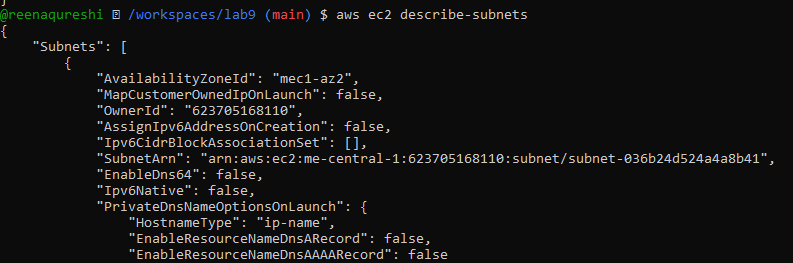 }
@reenaqureshi /workspaces/lab9 (main) $ aws ec2 describe-subnets
{
"Subnets": [
{
"AvailabilityZoneId": "mec1-az2",
"MapCustomerOwnedIpOnLaunch": false,
"OwnerId": "623705168110",
"AssignIpv6AddressOnCreation": false,
"Ipv6CidrBlockAssociationSet": [],
"SubnetArn": "arn:aws:ec2:me-central-1:623705168110:subnet/subnet-036b24d524a4a8b41",
"EnableDns64": false,
"Ipv6Native": false,
"PrivateDnsNameOptionsOnLaunch": {
"HostnameType": "ip-name",
"EnableResourceNameDnsARecord": false,
"EnableResourceNameDnsAAAARecord": false